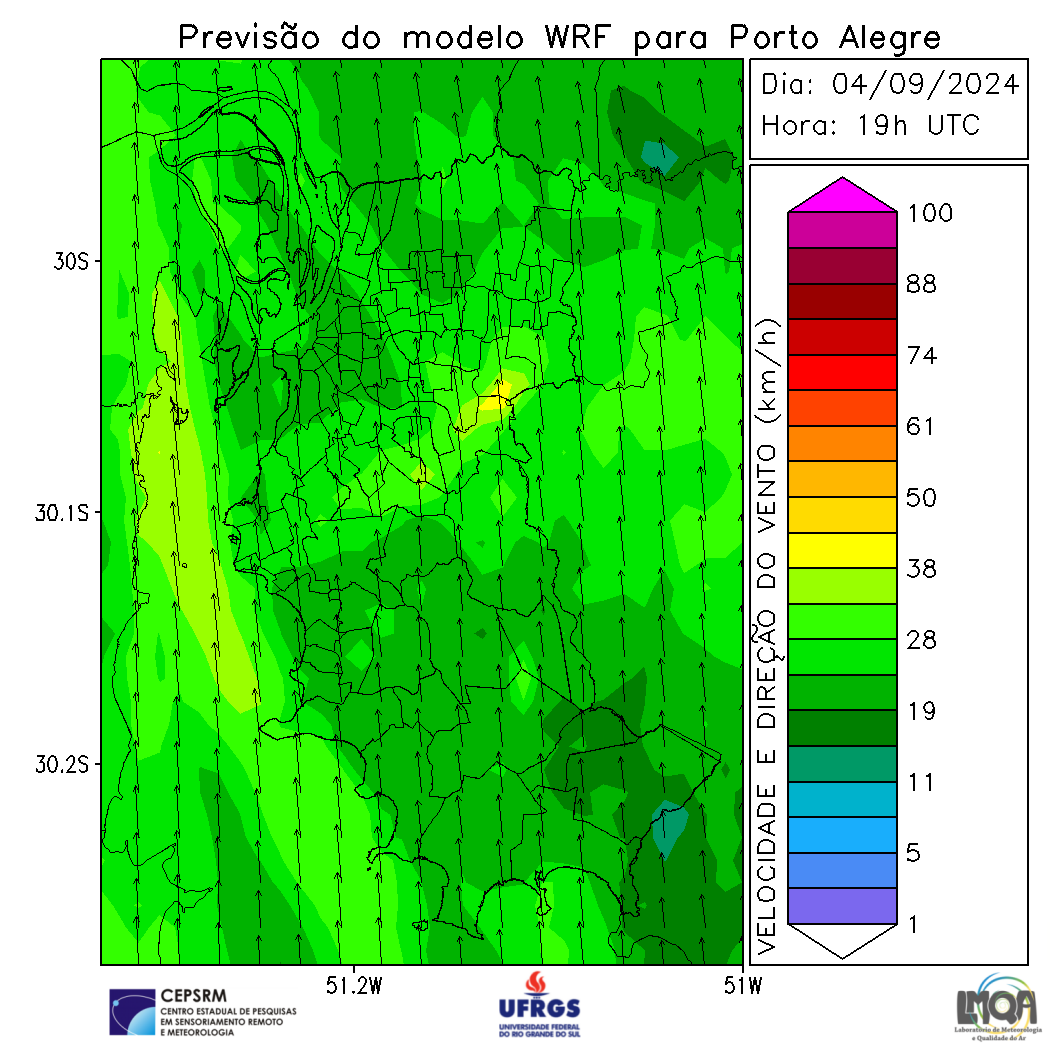 Previsão do modelo WRF para Porto Alegre
Dia: 04/09/2024
Hora: 19h UTC
30S
30.1S
30.2S
51.2W
51W
VELOCIDADE E DIREÇÃO DO VENTO (km/h)
100
88
74
61
50
38
28
19
11
5
1
CEPSRM
CENTRO ESTADUAL DE PESQUISAS
EM SENSORIAMENTO REMOTO
E METEOROLOGIA
UFRGS
UNIVERSIDADE FEDERAL
DO RIO GRANDE DO SUL
LMQA
Laboratório de Meteorologia
e Qualidade do Ar